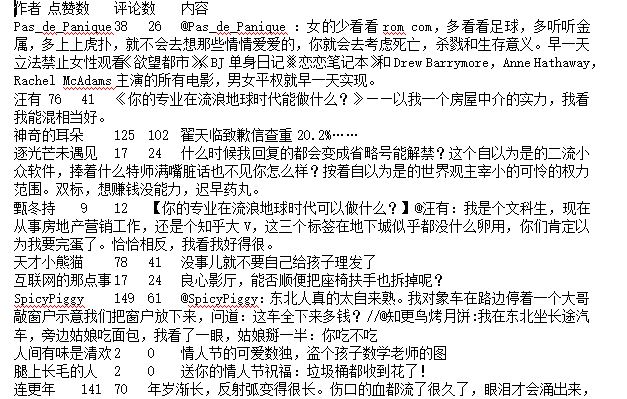 作者 点赞数 评论数 内容
Pas_de_Panique 38 26 @Pas_de_Panique : 女的少看看 rom com，多看看足球，多听听金
属，多上上虎扑，就不会去想那些情情爱爱的，你就会去考虑死亡，杀戮和生存意义。早一天
立法禁止女性观看《欲望都市》《BJ 单身日记》《恋恋笔记本》和 Drew Barrymore，Anne Hathaway，
Rachel McAdams 主演的所有电影，男女平权就早一天实现。
汪有 76 41 《你的专业在流浪地球时代能做什么？》——以我一个房屋中介的实力，我看
我能混相当好。
神奇的耳朵 125 102 翟天临致歉信查重 20.2%……
逐光芒未遇见 17 24 什么时候我回复的都会变成省略号能解禁？这个自以为是的二流小
众软件，捧着什么特师满嘴脏话也不见你怎么样？按着自以为是的世界观主宰小的可怜的权力
范围。双标，想赚钱没能力，迟早药丸。
甄冬持 9 12 【你的专业在流浪地球时代可以做什么？】@汪有：我是个文科生，现在
从事房地产营销工作，还是个知乎大 V，这三个标签在地下城似乎都没什么卵用，你们肯定以
为我要完蛋了。恰恰相反，我看我好得很。
天才小熊猫 78 41 没事儿就不要自己给孩子理发了
互联网的那点事 17 24 良心影厅，能否顺便把座椅扶手也拆掉呢？
SpicyPiggy 149 61 @SpicyPiggy：东北人真的太自来熟。我对象车在路边停着一个大哥
敲窗户示意我们把窗户放下来，问道：这车全下来多钱？//@知更鸟烤月饼:我在东北坐长途汽
车，旁边姑娘吃面包，我看了一眼，姑娘掰一半：你吃不吃
人间有味是清欢 2 0 情人节的可爱数独，盗个孩子数学老师的图
腿上长毛的人 2 0 送你的情人节祝福：垃圾桶都收到花了！
连更年 141 70 年岁渐长，反射弧变得很长。伤口的血都流了很久了，眼泪才会涌出来，